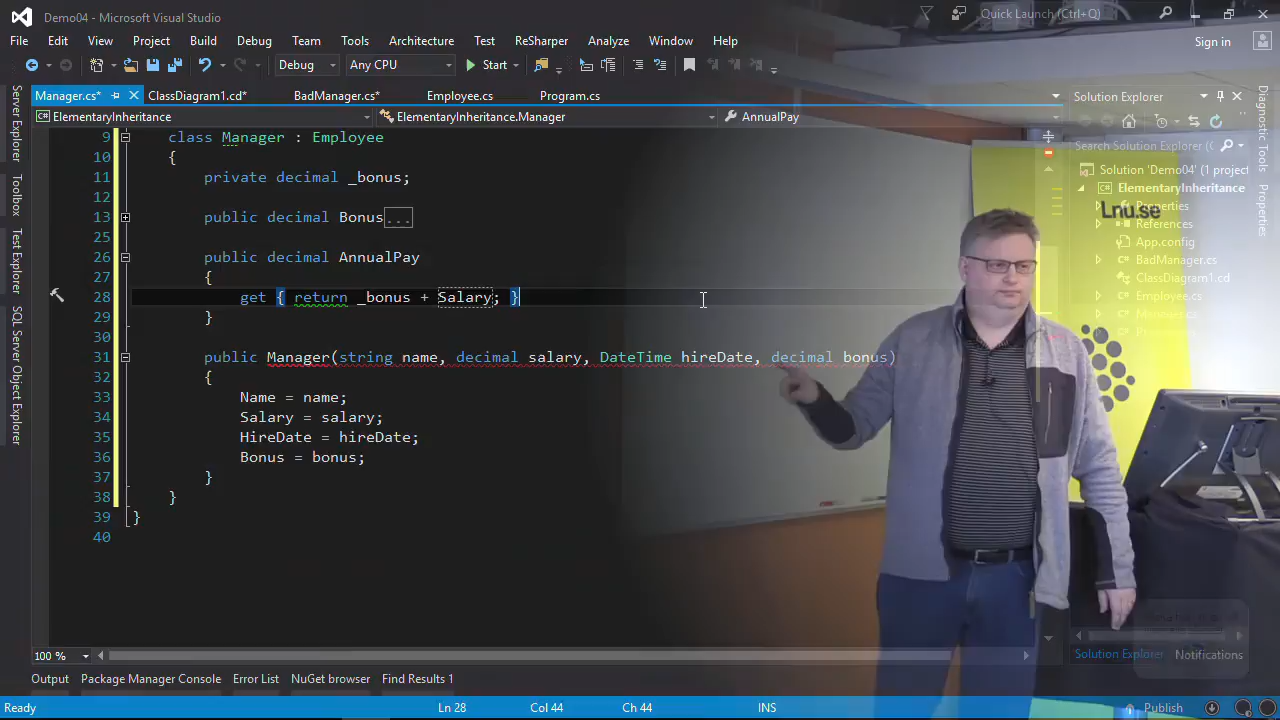 Demo04 - Microsoft Visual Studio
Quick Launch (Ctrl+Q)
File Edit View Project Build Debug Team Tools Architecture Test ReSharper Analyze Window Help
Sign in
Debug Any CPU Start
Manager.cs* ClassDiagram1.cd* BadManager.cs* Employee.cs Program.cs
ElementaryInheritance ElementaryInheritance.Manager AnnualPay
Server Explorer
Toolbox
Test Explorer
SQL Server Object Explorer
9 class Manager : Employee
10 {
11 private decimal _bonus;
12
13 public decimal Bonus...
25
26 public decimal AnnualPay
27 {
28 get { return _bonus + Salary; }
29 }
30
31 public Manager(string name, decimal salary, DateTime hireDate, decimal bonus)
32 {
33 Name = name;
34 Salary = salary;
35 HireDate = hireDate;
36 Bonus = bonus;
37 }
38 }
39 }
40
Solution Explorer
Search Solution Explorer (
Solution 'Demo04' (1 project
ElementaryInheritance
Properties
Lnu.se
References
App.config
BadManager.cs
ClassDiagram1.cd
Employee.cs
Manager.cs
Diagnostic Tools
Properties
100 %
Solution Explorer Notifications
Output Package Manager Console Error List NuGet browser Find Results 1
Ready Ln 28 Col 44 Ch 44 INS Publish